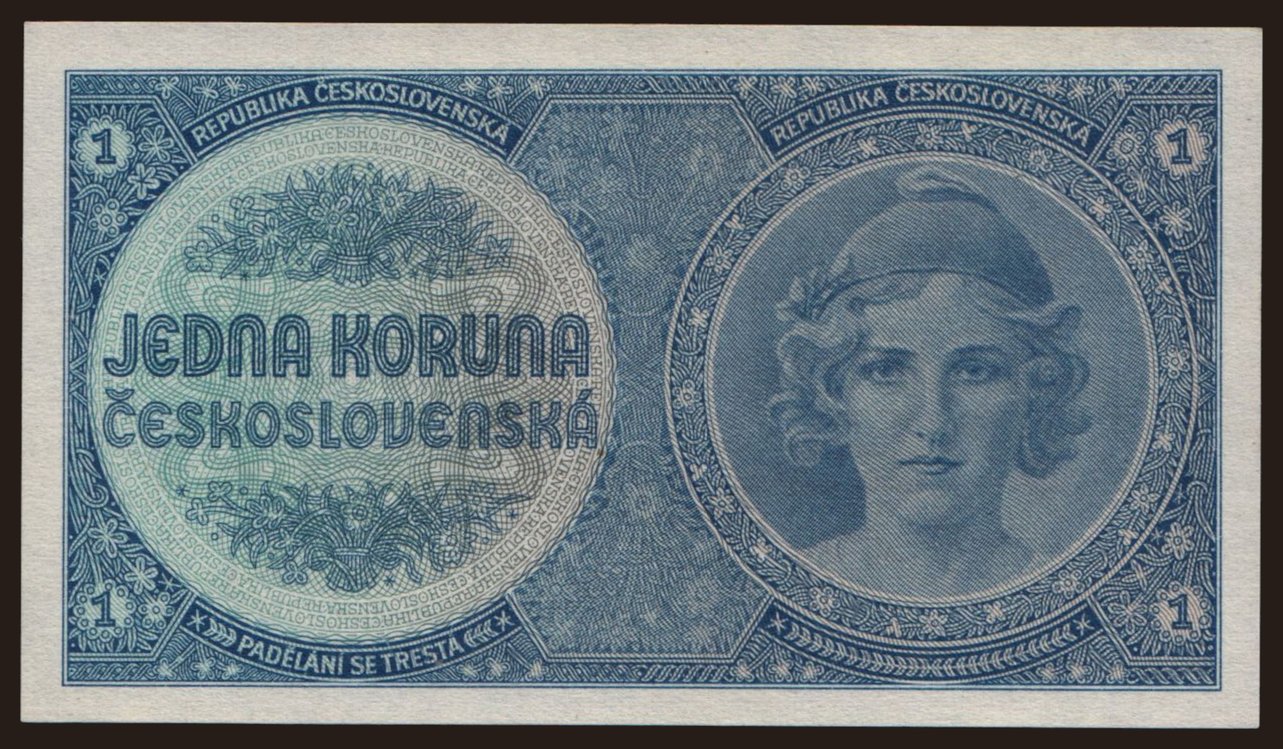 REPUBLIKA ČESKOSLOVENSKÁ
REPUBLIKA ČESKOSLOVENSKÁ
1
1
JEDNA KORUNA
ČESKOSLOVENSKÁ
1
1
PADĚLÁNÍ SE TRESTÁ